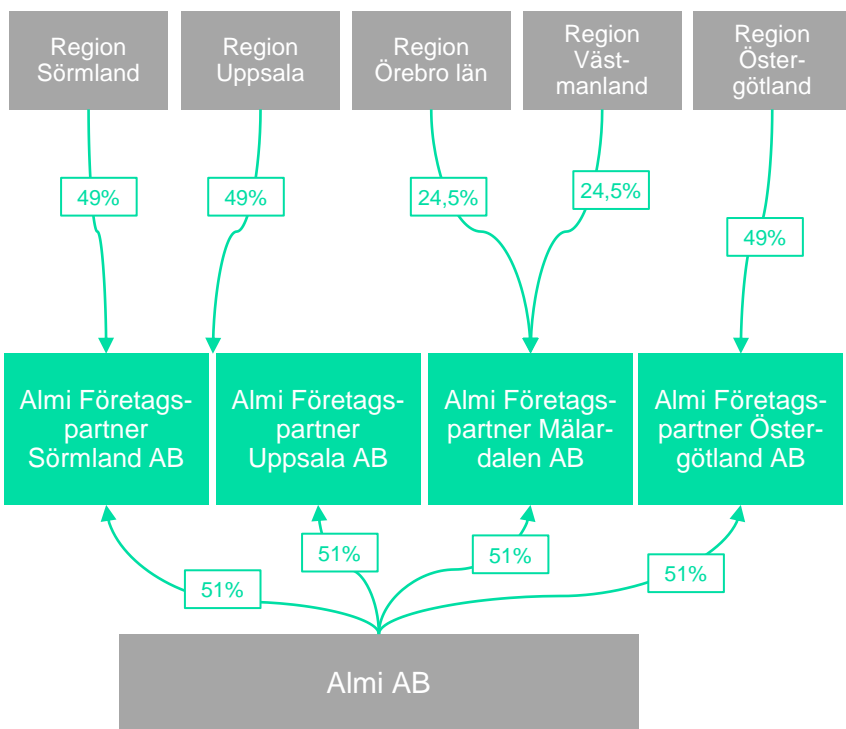 Region
Sörmland
Region
Uppsala
Region
Örebro län
Region
Väst-
manland
Region
Öster-
götland
49%
49%
24,5%
24,5%
49%
Almi Företags-
partner
Sörmland AB
Almi Företags-
partner
Uppsala AB
Almi Företags-
partner Mälar-
dalen AB
Almi Företags-
partner Öster-
götland AB
51%
51%
51%
51%
Almi AB